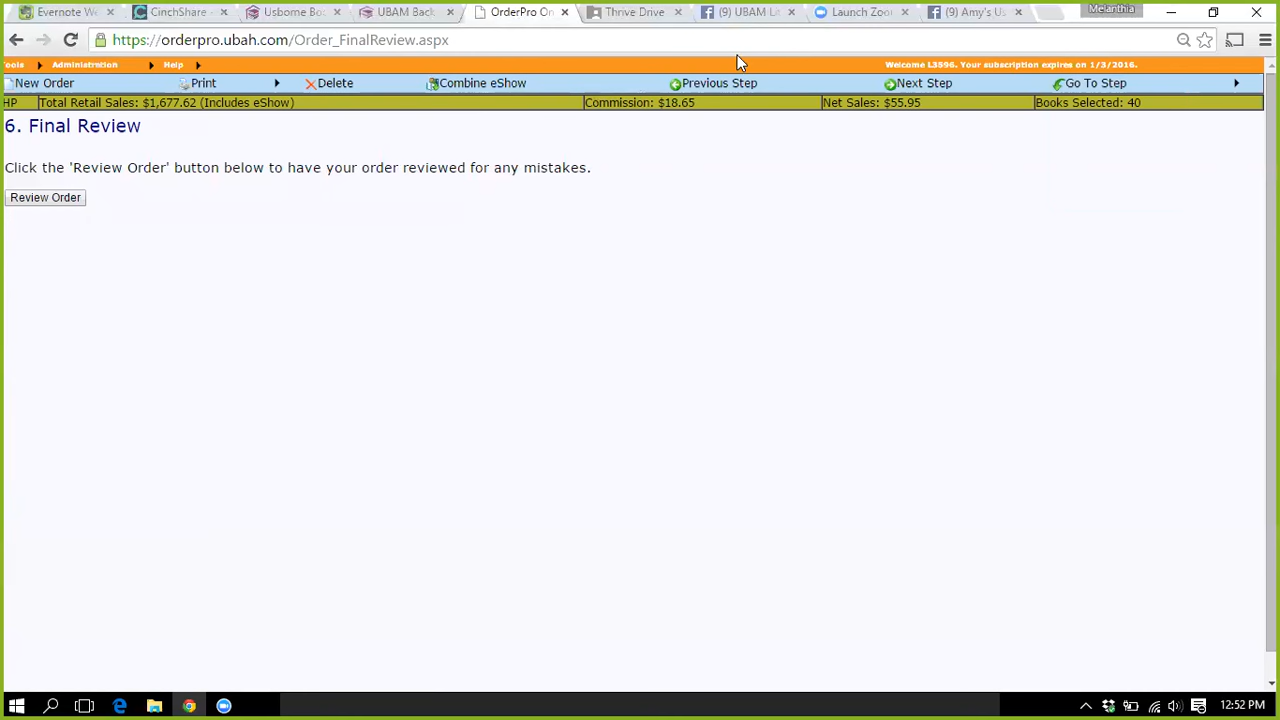 Evernote We CinchShare - Usborne Boo UBAM Back OrderPro On Thrive Drive (9) UBAM Li Launch Zoo (9) Amy's Us Melanthia
https://orderpro.ubah.com/Order_FinalReview.aspx
Tools Administration Help Welcome L3596. Your subscription expires on 1/3/2016.
New Order Print Delete Combine eShow Previous Step Next Step Go To Step
HP Total Retail Sales: $1,677.62 (Includes eShow) Commission: $18.65 Net Sales: $55.95 Books Selected: 40
6. Final Review
Click the 'Review Order' button below to have your order reviewed for any mistakes.
Review Order
12:52 PM